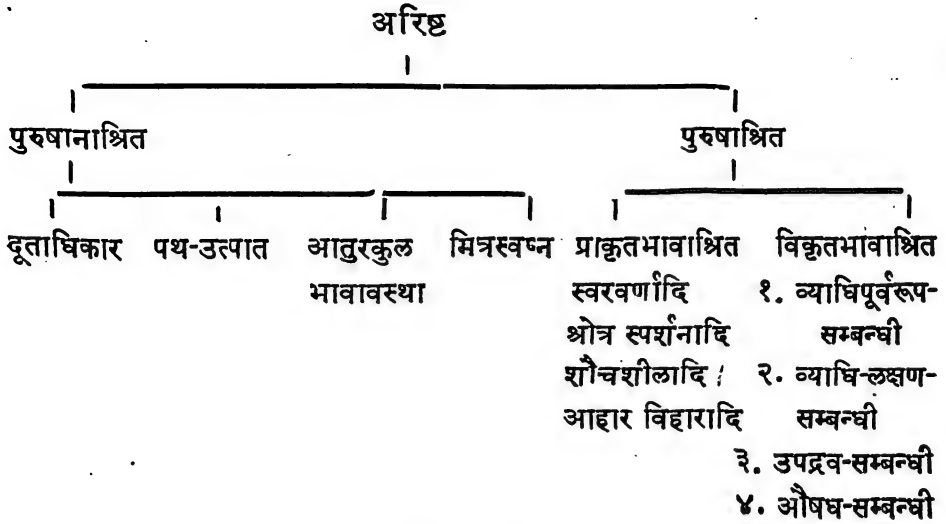 अरिष्ट
पुरुषानाश्रित पुरुषाश्रित
दूताधिकार पथ-उत्पात आतुरकुल मित्रस्वप्न प्राकृतभावाश्रित विकृतभावाश्रित
भावावस्था स्वरवर्णादि १. व्याधिपूर्वरूप-
श्रोत्र स्पर्शनादि सम्बन्धी
शौचशीलादि २. व्याधि-लक्षण-
आहार विहारादि सम्बन्धी
३. उपद्रव-सम्बन्धी
४. औषध-सम्बन्धी